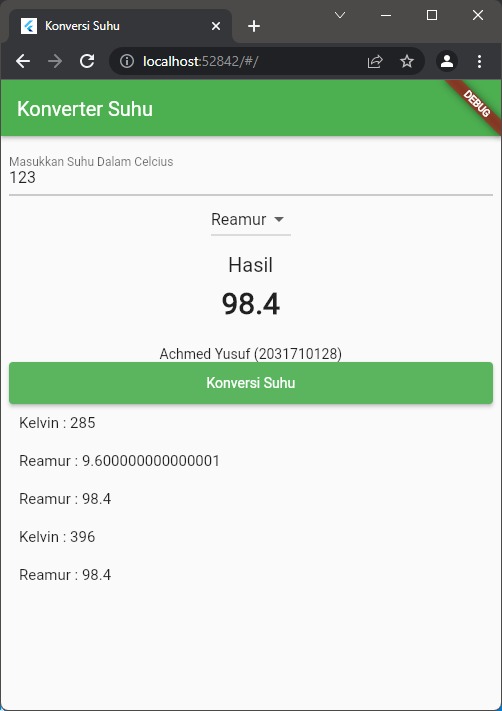 Konversi Suhu
localhost:52842/#/
Konverter Suhu
DEBUG
Masukkan Suhu Dalam Celcius
123
Reamur
Hasil
98.4
Achmed Yusuf (2031710128)
Konversi Suhu
Kelvin : 285
Reamur : 9.600000000000001
Reamur : 98.4
Kelvin : 396
Reamur : 98.4